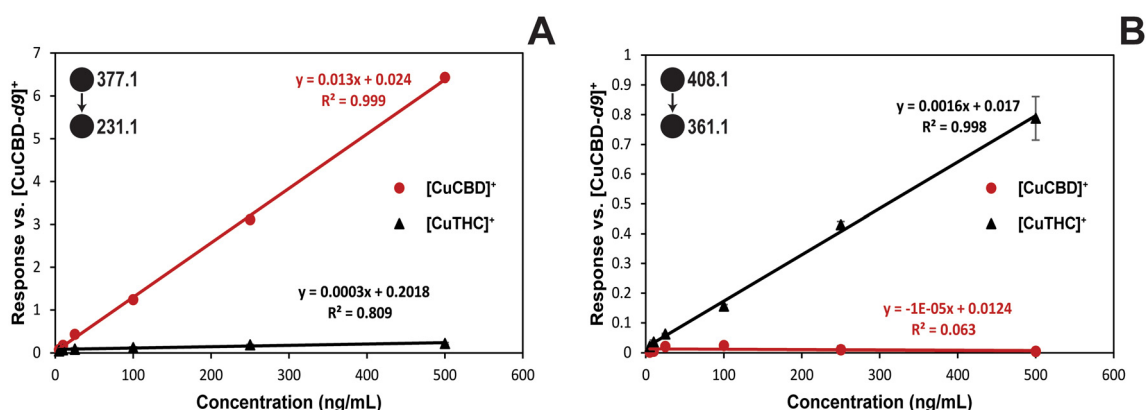 A
Response vs. [CuCBD-d9]⁺
7
6
5
4
3
2
1
0
377.1
231.1
y = 0.013x + 0.024
R² = 0.999
[CuCBD]⁺
[CuTHC]⁺
y = 0.0003x + 0.2018
R² = 0.809
0 100 200 300 400 500 600
Concentration (ng/mL)
B
Response vs. [CuCBD-d9]⁺
1
0.9
0.8
0.7
0.6
0.5
0.4
0.3
0.2
0.1
0
408.1
361.1
y = 0.0016x + 0.017
R² = 0.998
[CuCBD]⁺
[CuTHC]⁺
y = -1E-05x + 0.0124
R² = 0.063
0 100 200 300 400 500 600
Concentration (ng/mL)